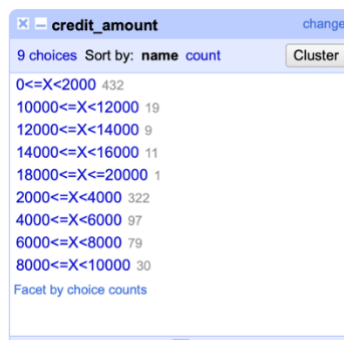 credit_amount change
9 choices Sort by: name count Cluster
0<=X<2000 432
10000<=X<12000 19
12000<=X<14000 9
14000<=X<16000 11
18000<=X<=20000 1
2000<=X<4000 322
4000<=X<6000 97
6000<=X<8000 79
8000<=X<10000 30
Facet by choice counts